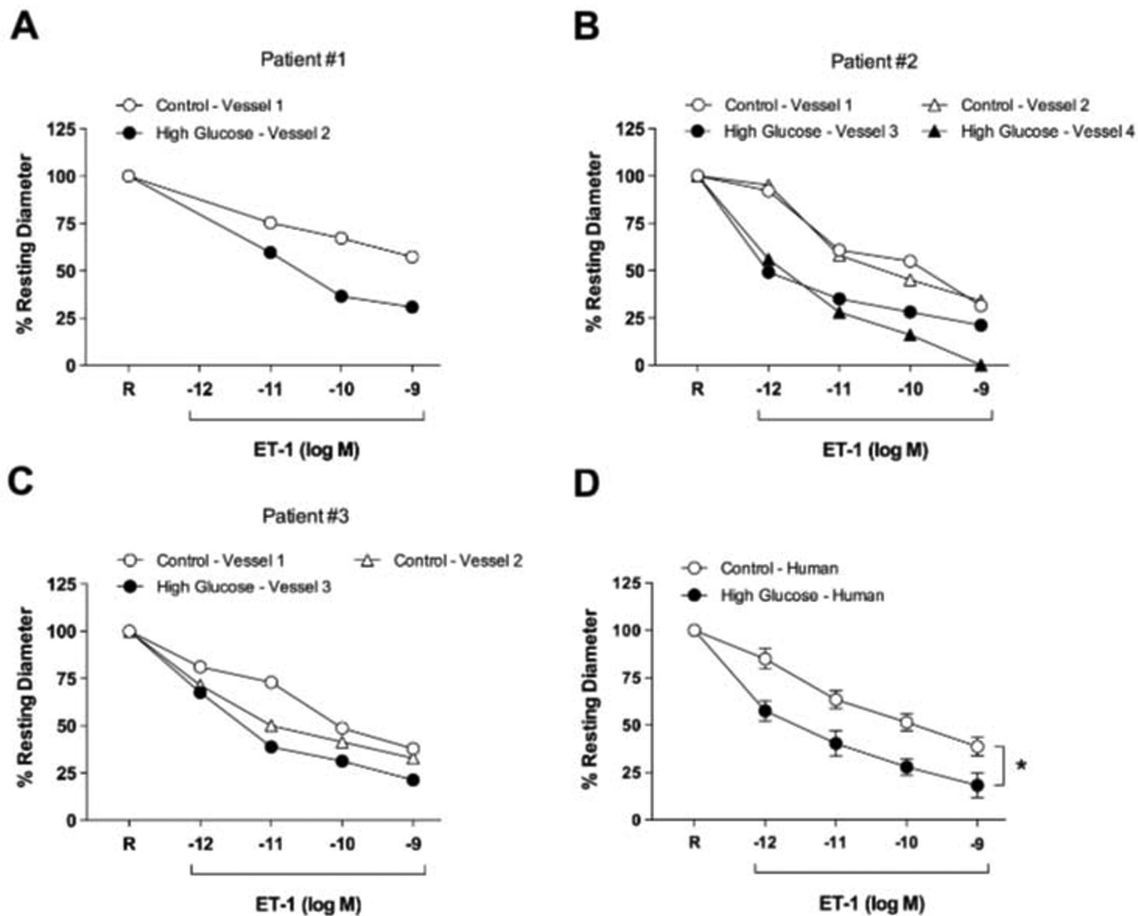 A
Patient #1
Control - Vessel 1
High Glucose - Vessel 2
% Resting Diameter
125
100
75
50
25
0
R -12 -11 -10 -9
ET-1 (log M)
B
Patient #2
Control - Vessel 1 Control - Vessel 2
High Glucose - Vessel 3 High Glucose - Vessel 4
% Resting Diameter
125
100
75
50
25
0
R -12 -11 -10 -9
ET-1 (log M)
C
Patient #3
Control - Vessel 1 Control - Vessel 2
High Glucose - Vessel 3
% Resting Diameter
125
100
75
50
25
0
R -12 -11 -10 -9
ET-1 (log M)
D
Control - Human
High Glucose - Human
% Resting Diameter
125
100
75
50
25
0
R -12 -11 -10 -9
*
ET-1 (log M)